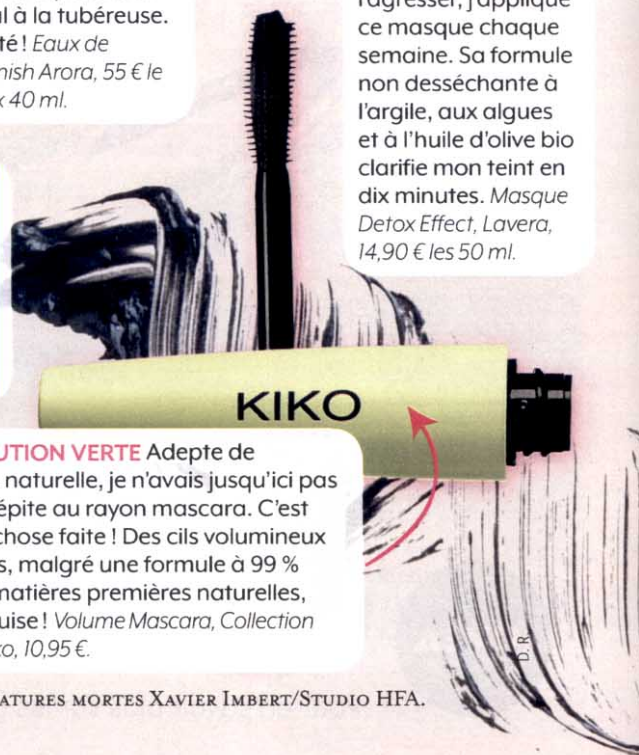 l à la tubéreuse.
té ! Eaux de
nish Arora, 55 € le
x 40 ml.
l'agresser, j'applique
ce masque chaque
semaine. Sa formule
non desséchante à
l'argile, aux algues
et à l'huile d'olive bio
clarifie mon teint en
dix minutes. Masque
Detox Effect, Lavera,
14,90 € les 50 ml.
KIKO
UTION VERTE Adepte de
naturelle, je n'avais jusqu'ici pas
épite au rayon mascara. C'est
chose faite ! Des cils volumineux
s, malgré une formule à 99 %
matières premières naturelles,
uise ! Volume Mascara, Collection
o, 10,95 €.
D. R.
ATURES MORTES XAVIER IMBERT/STUDIO HFA.